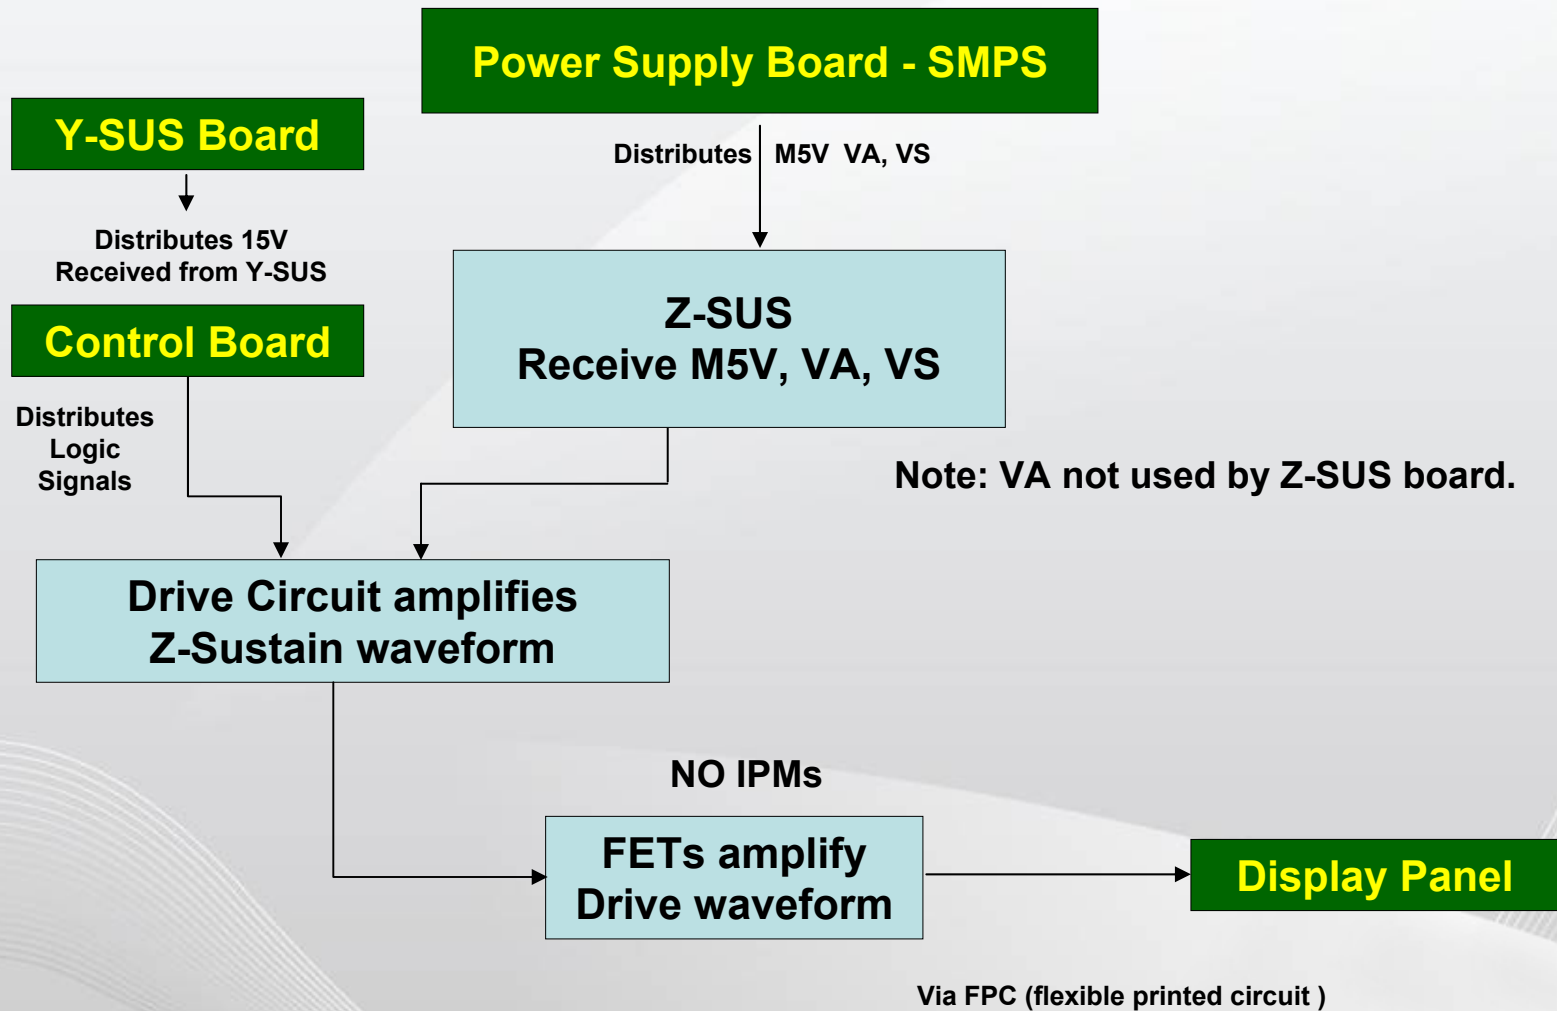 Power Supply Board - SMPS
Y-SUS Board
Distributes M5V VA, VS
Distributes 15V
Received from Y-SUS
Z-SUS
Receive M5V, VA, VS
Control Board
Distributes
Logic
Signals
Note: VA not used by Z-SUS board.
Drive Circuit amplifies
Z-Sustain waveform
NO IPMs
FETs amplify
Drive waveform
Display Panel
Via FPC (flexible printed circuit )